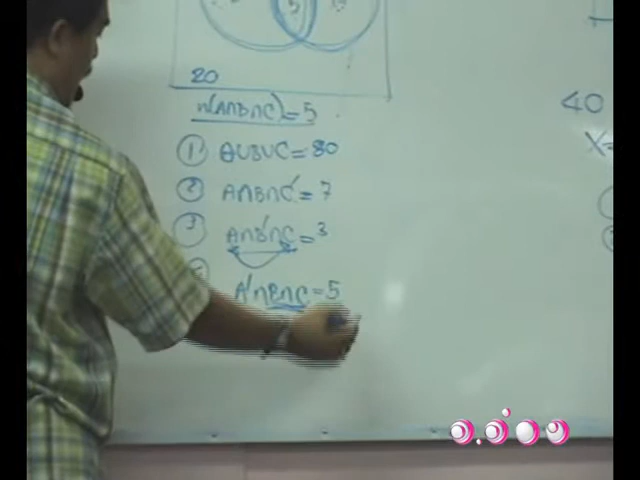 5
20
n(A∩B∩C)=5
① A∪B∪C=80
② A∩B∩C'=7
③ A∩B'∩C=3
A'∩B∩C=5
40
X=